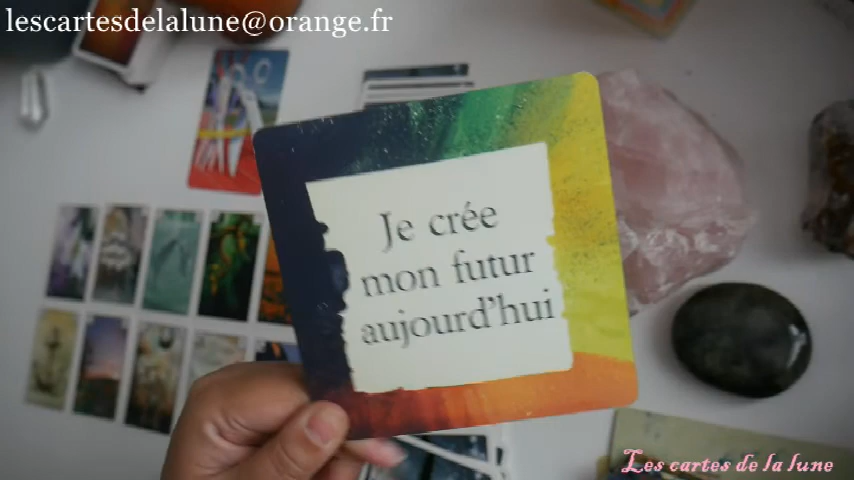 lescartesdelalune@orange.fr
Je crée
mon futur
aujourd'hui
Les cartes de la lune